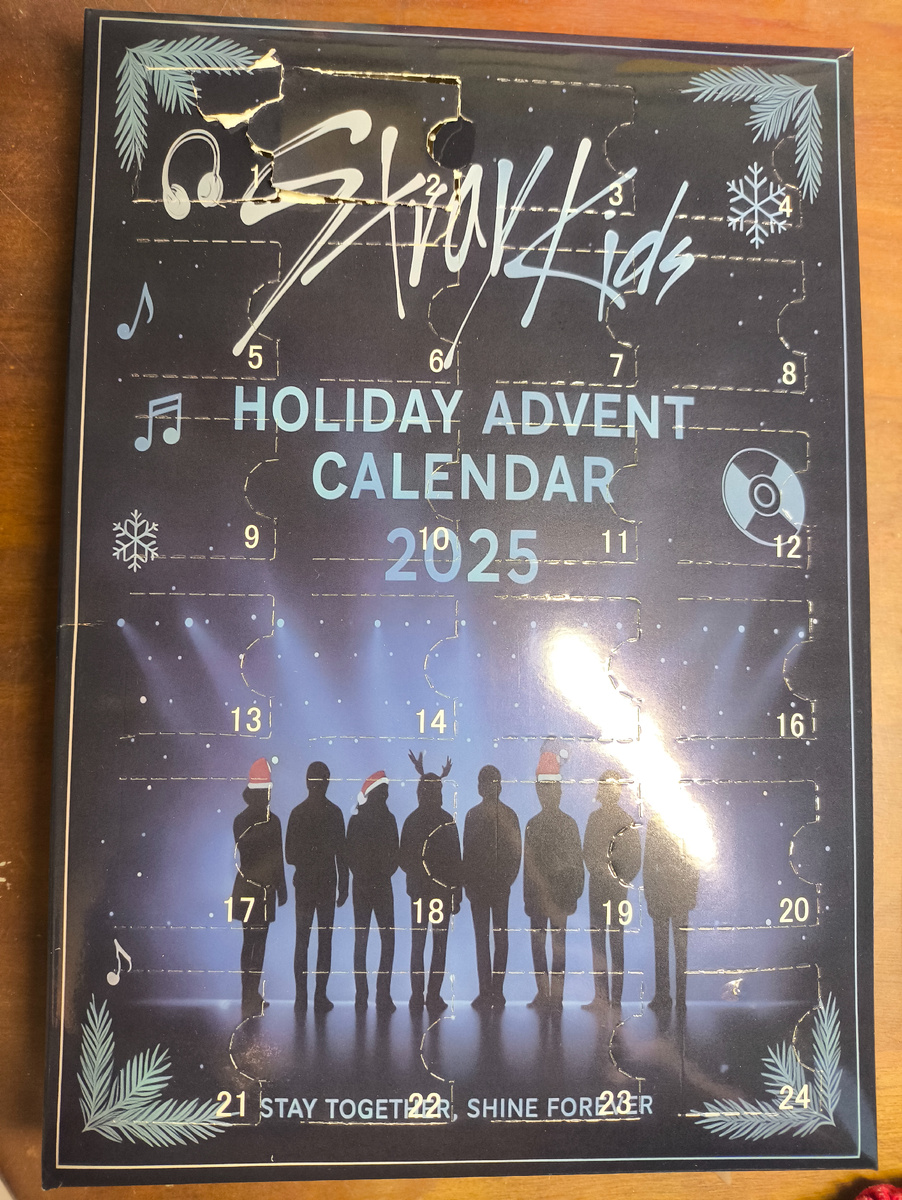 Stray Kids
1 2 3 4
5 6 7 8
HOLIDAY ADVENT
CALENDAR
9 10 11 12
2025
13 14 16
17 18 19 20
21 22 23 24
STAY TOGETHER, SHINE FOREVER